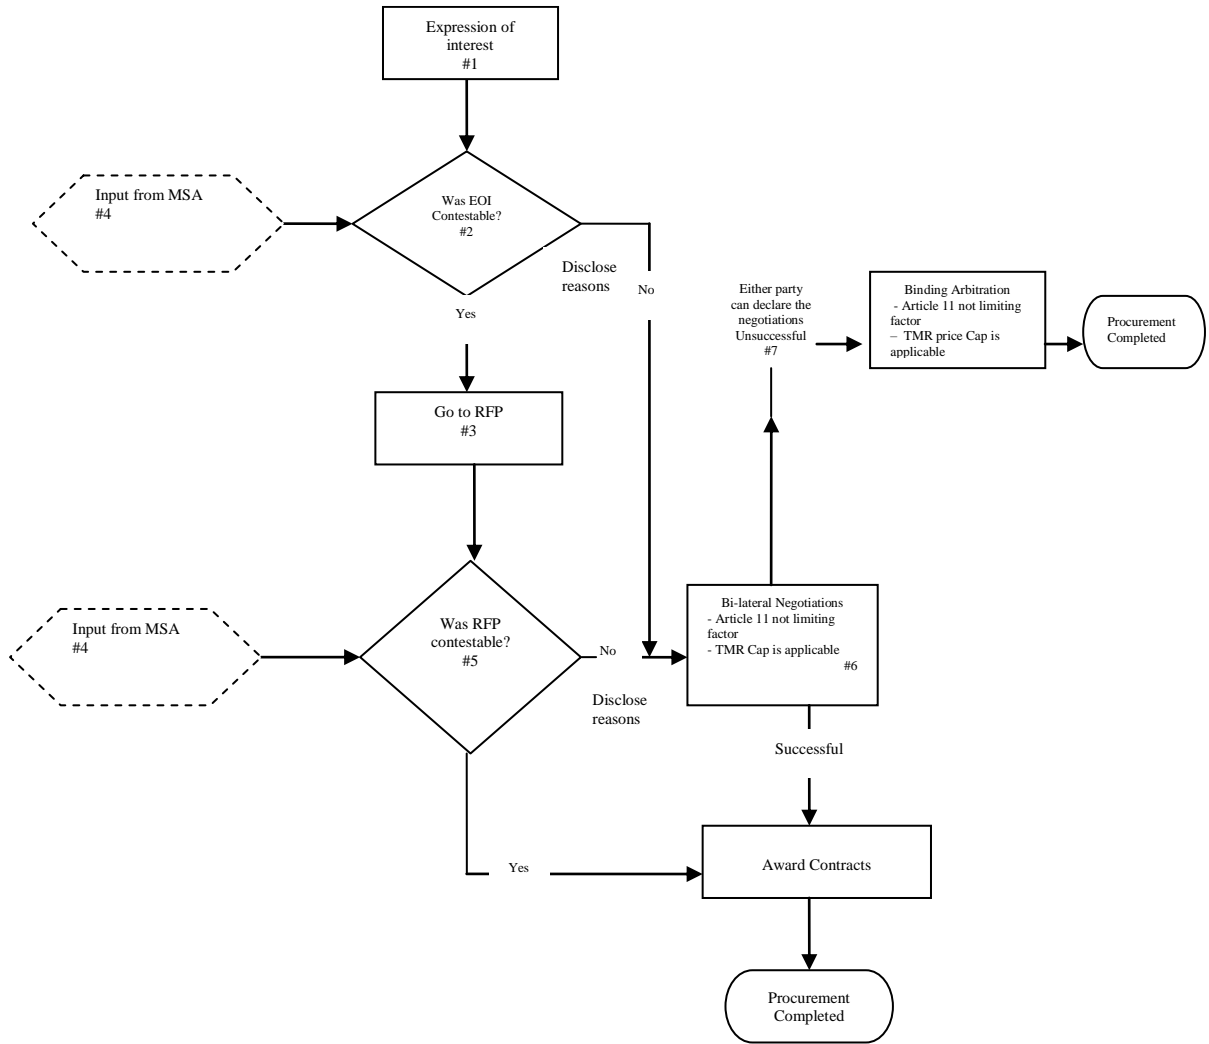 Expression of
interest
#1
Input from MSA
#4
Was EOI
Contestable?
#2
Disclose
reasons
No
Yes
Either party
can declare the
negotiations
Unsuccessful
#7
Binding Arbitration
- Article 11 not limiting
factor
– TMR price Cap is
applicable
Procurement
Completed
Go to RFP
#3
Input from MSA
#4
Was RFP
contestable?
#5
No
Disclose
reasons
Bi-lateral Negotiations
- Article 11 not limiting
factor
- TMR Cap is applicable
#6
Successful
Yes
Award Contracts
Procurement
Completed